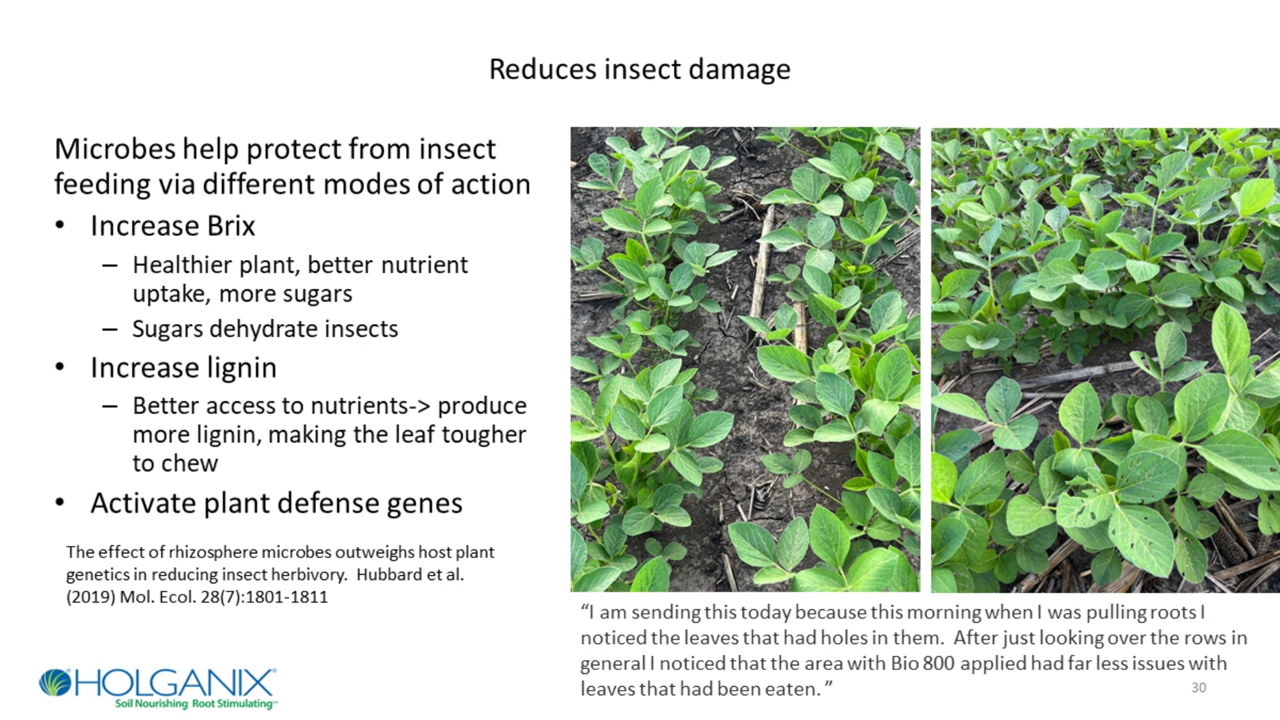 Reduces insect damage
Microbes help protect from insect
feeding via different modes of action
• Increase Brix
– Healthier plant, better nutrient
uptake, more sugars
– Sugars dehydrate insects
• Increase lignin
– Better access to nutrients-> produce
more lignin, making the leaf tougher
to chew
• Activate plant defense genes
The effect of rhizosphere microbes outweighs host plant
genetics in reducing insect herbivory. Hubbard et al.
(2019) Mol. Ecol. 28(7):1801-1811
“I am sending this today because this morning when I was pulling roots I
noticed the leaves that had holes in them. After just looking over the rows in
general I noticed that the area with Bio 800 applied had far less issues with
leaves that had been eaten.”
HOLGANIX®
Soil Nourishing Root Stimulating™
30